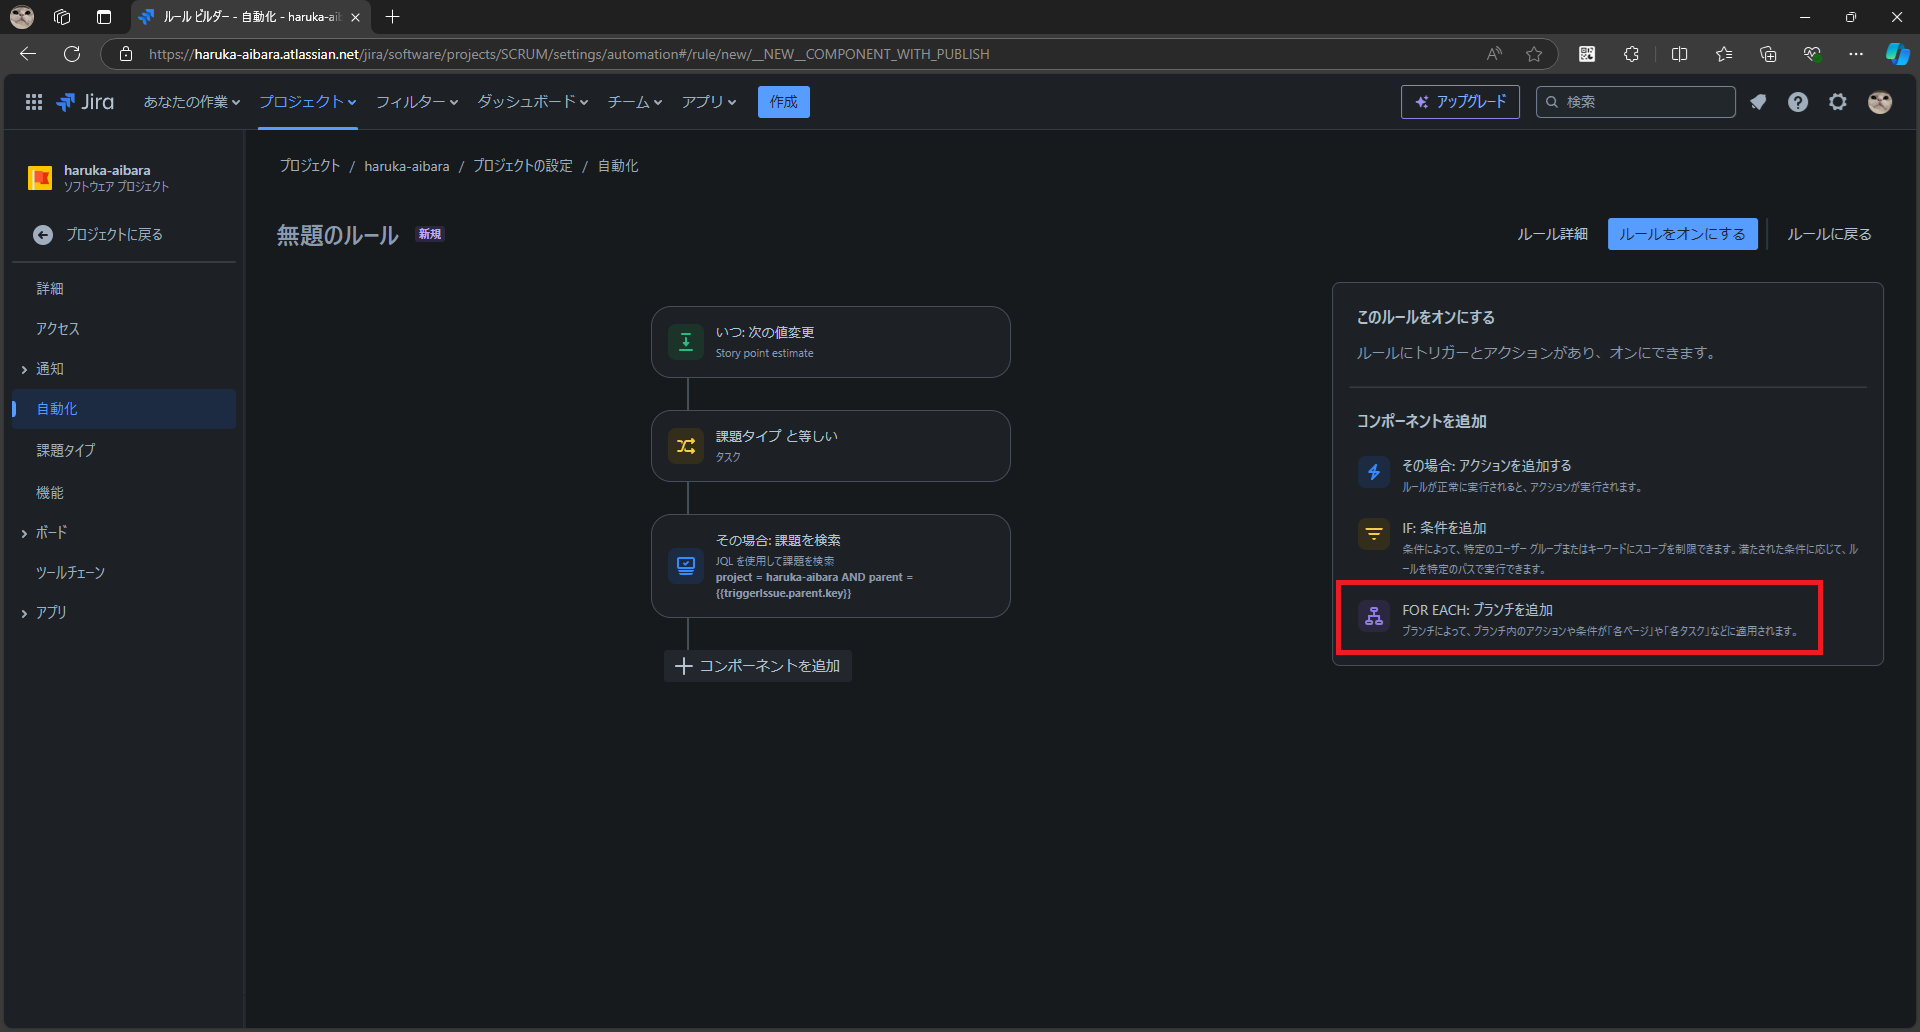 ルール ビルダー - 自動化 - haruka-ai
https://haruka-aibara.atlassian.net/jira/software/projects/SCRUM/settings/automation#/rule/new/__NEW__COMPONENT_WITH_PUBLISH
Jira
あなたの作業
プロジェクト
フィルター
ダッシュボード
チーム
アプリ
作成
アップグレード
検索
haruka-aibara
ソフトウェア プロジェクト
プロジェクトに戻る
詳細
アクセス
通知
自動化
課題タイプ
機能
ボード
ツールチェーン
アプリ
プロジェクト / haruka-aibara / プロジェクトの設定 / 自動化
無題のルール 新規
ルール詳細
ルールをオンにする
ルールに戻る
いつ: 次の値変更
Story point estimate
課題タイプ と等しい
タスク
その場合: 課題を検索
JQL を使用して課題を検索
project = haruka-aibara AND parent =
{{triggerIssue.parent.key}}
コンポーネントを追加
このルールをオンにする
ルールにトリガーとアクションがあり、オンにできます。
コンポーネントを追加
その場合: アクションを追加する
ルールが正常に実行されると、アクションが実行されます。
IF: 条件を追加
条件によって、特定のユーザー グループまたはキーワードにスコープを制限できます。満たされた条件に応じて、ル
ールを特定のパスで実行できます。
FOR EACH: ブランチを追加
ブランチによって、ブランチ内のアクションや条件が「各ページ」や「各タスク」などに適用されます。